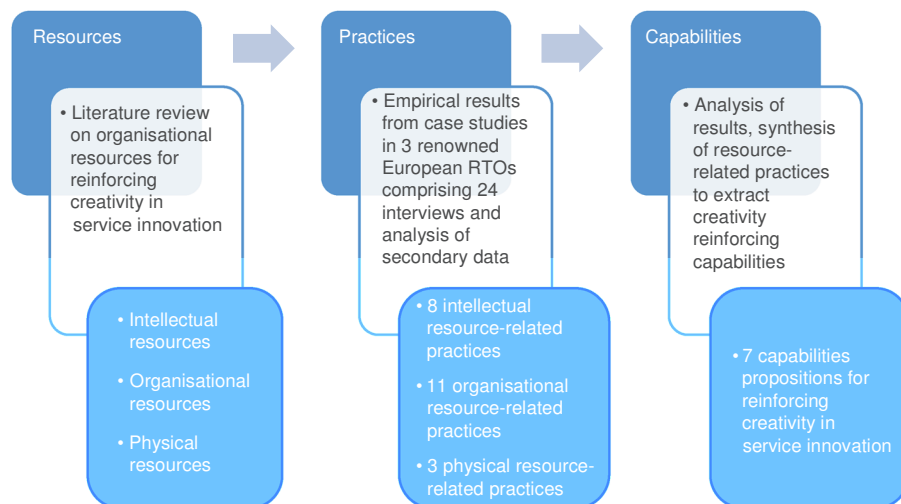 Resources
• Literature review
on organisational
resources for
reinforcing
creativity in
service innovation
• Intellectual
resources
• Organisational
resources
• Physical
resources
Practices
• Empirical results
from case studies
in 3 renowned
European RTOs
comprising 24
interviews and
analysis of
secondary data
• 8 intellectual
resource-related
practices
• 11 organisational
resource-related
practices
• 3 physical resource-
related practices
Capabilities
• Analysis of
results, synthesis
of resource-
related practices
to extract
creativity
reinforcing
capabilities
• 7 capabilities
propositions for
reinforcing
creativity in
service innovation